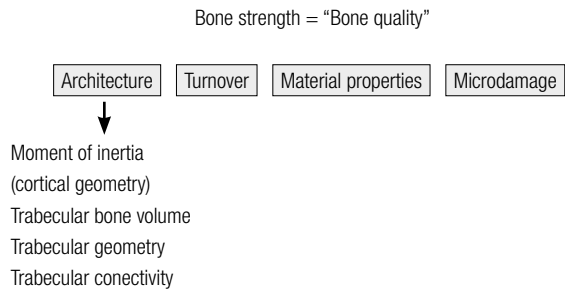 Bone strength = “Bone quality”
Architecture Turnover Material properties Microdamage
Moment of inertia
(cortical geometry)
Trabecular bone volume
Trabecular geometry
Trabecular conectivity